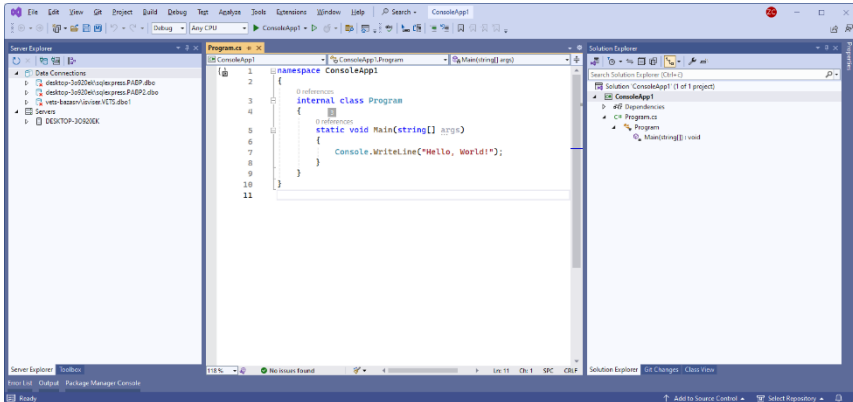 File Edit View Git Project Build Debug Test Analyze Tools Extensions Window Help Search ConsoleApp1
ZC
Debug Any CPU ConsoleApp1
Server Explorer
Data Connections
desktop-3o920ek\sqlexpress.PABP.dbo
desktop-3o920ek\sqlexpress.PABP2.dbo
Servers
DESKTOP-3O920EK
Server Explorer Toolbox
Program.cs
ConsoleApp1 ConsoleApp1.Program Main(string[] args)
1 namespace ConsoleApp1
2 {
0 references
3 internal class Program
4 {
0 references
5 static void Main(string[] args)
6 {
7 Console.WriteLine("Hello, World!");
8 }
9 }
10 }
11
118 % No issues found Ln: 11 Ch: 1 SPC CRLF
Solution Explorer
Search Solution Explorer (Ctrl+č)
Solution 'ConsoleApp1' (1 of 1 project)
ConsoleApp1
Dependencies
C# Program.cs
Program
Main(string[]) : void
Solution Explorer Git Changes Class View
Properties
Error List Output Package Manager Console
Ready
Add to Source Control Select Repository